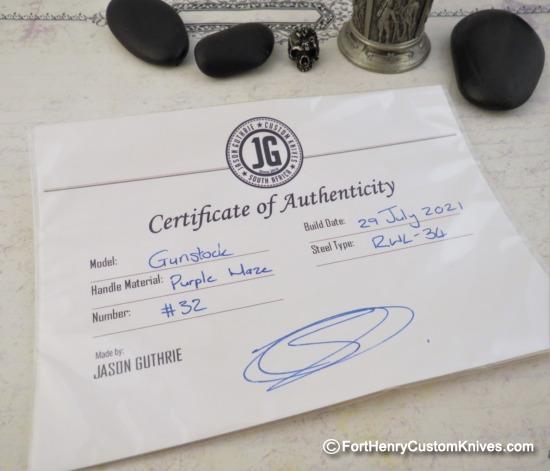 JASON GUTHRIE ★ CUSTOM KNIVES ★ SOUTH AFRICA
JG
Certificate of Authenticity
Model: Gunstock
Build Date: 29 July 2021
Handle Material: Purple Haze
Steel Type: RWL-34
Number: #32
Made by:
JASON GUTHRIE
© FortHenryCustomKnives.com